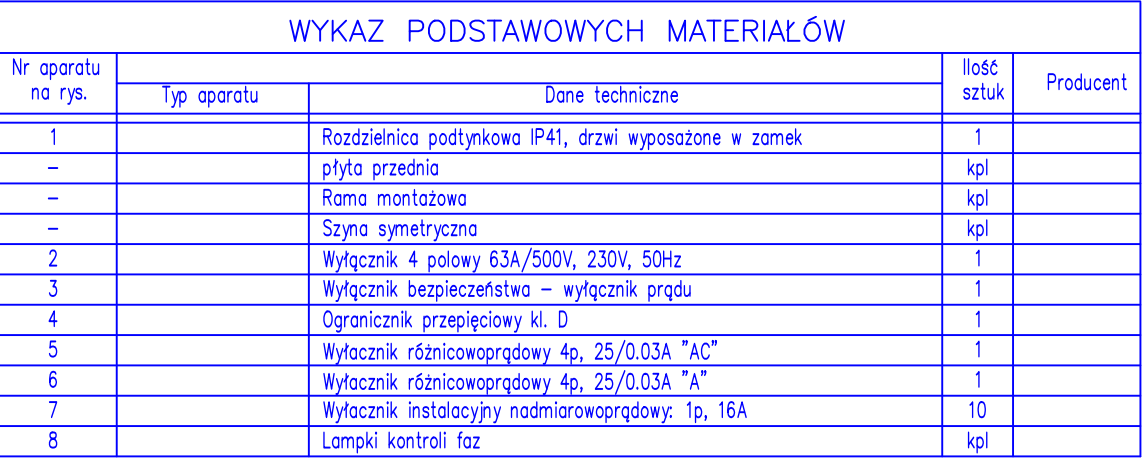 WYKAZ PODSTAWOWYCH MATERIAŁÓW
Nr aparatu na rys. Typ aparatu Dane techniczne Ilość sztuk Producent
1 Rozdzielnica podtynkowa IP41, drzwi wyposażone w zamek 1
– płyta przednia kpl
– Rama montażowa kpl
– Szyna symetryczna kpl
2 Wyłącznik 4 polowy 63A/500V, 230V, 50Hz 1
3 Wyłącznik bezpieczeństwa – wyłącznik prądu 1
4 Ogranicznik przepięciowy kl. D 1
5 Wyłacznik różnicowoprądowy 4p, 25/0.03A "AC" 1
6 Wyłacznik różnicowoprądowy 4p, 25/0.03A "A" 1
7 Wyłacznik instalacyjny nadmiarowoprądowy: 1p, 16A 10
8 Lampki kontroli faz kpl